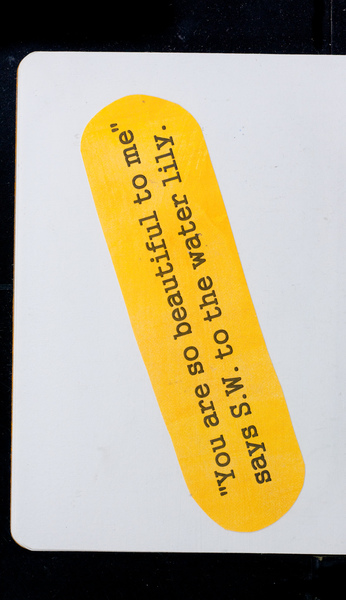 "You are so beautiful to me"
says S.W. to the water lily.